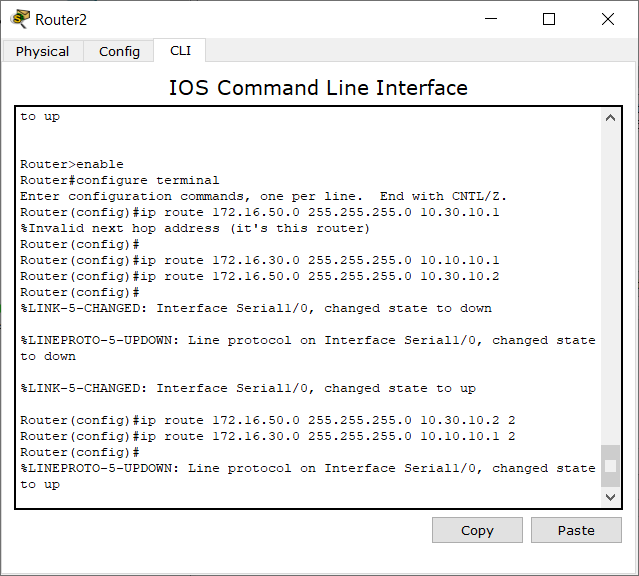 Router2
Physical Config CLI
IOS Command Line Interface
to up
Router>enable
Router#configure terminal
Enter configuration commands, one per line.  End with CNTL/Z.
Router(config)#ip route 172.16.50.0 255.255.255.0 10.30.10.1
%Invalid next hop address (it's this router)
Router(config)#
Router(config)#ip route 172.16.30.0 255.255.255.0 10.10.10.1
Router(config)#ip route 172.16.50.0 255.255.255.0 10.30.10.2
Router(config)#
%LINK-5-CHANGED: Interface Serial1/0, changed state to down
%LINEPROTO-5-UPDOWN: Line protocol on Interface Serial1/0, changed state
to down
%LINK-5-CHANGED: Interface Serial1/0, changed state to up
Router(config)#ip route 172.16.50.0 255.255.255.0 10.30.10.2 2
Router(config)#ip route 172.16.30.0 255.255.255.0 10.10.10.1 2
Router(config)#
%LINEPROTO-5-UPDOWN: Line protocol on Interface Serial1/0, changed state
to up
Copy Paste